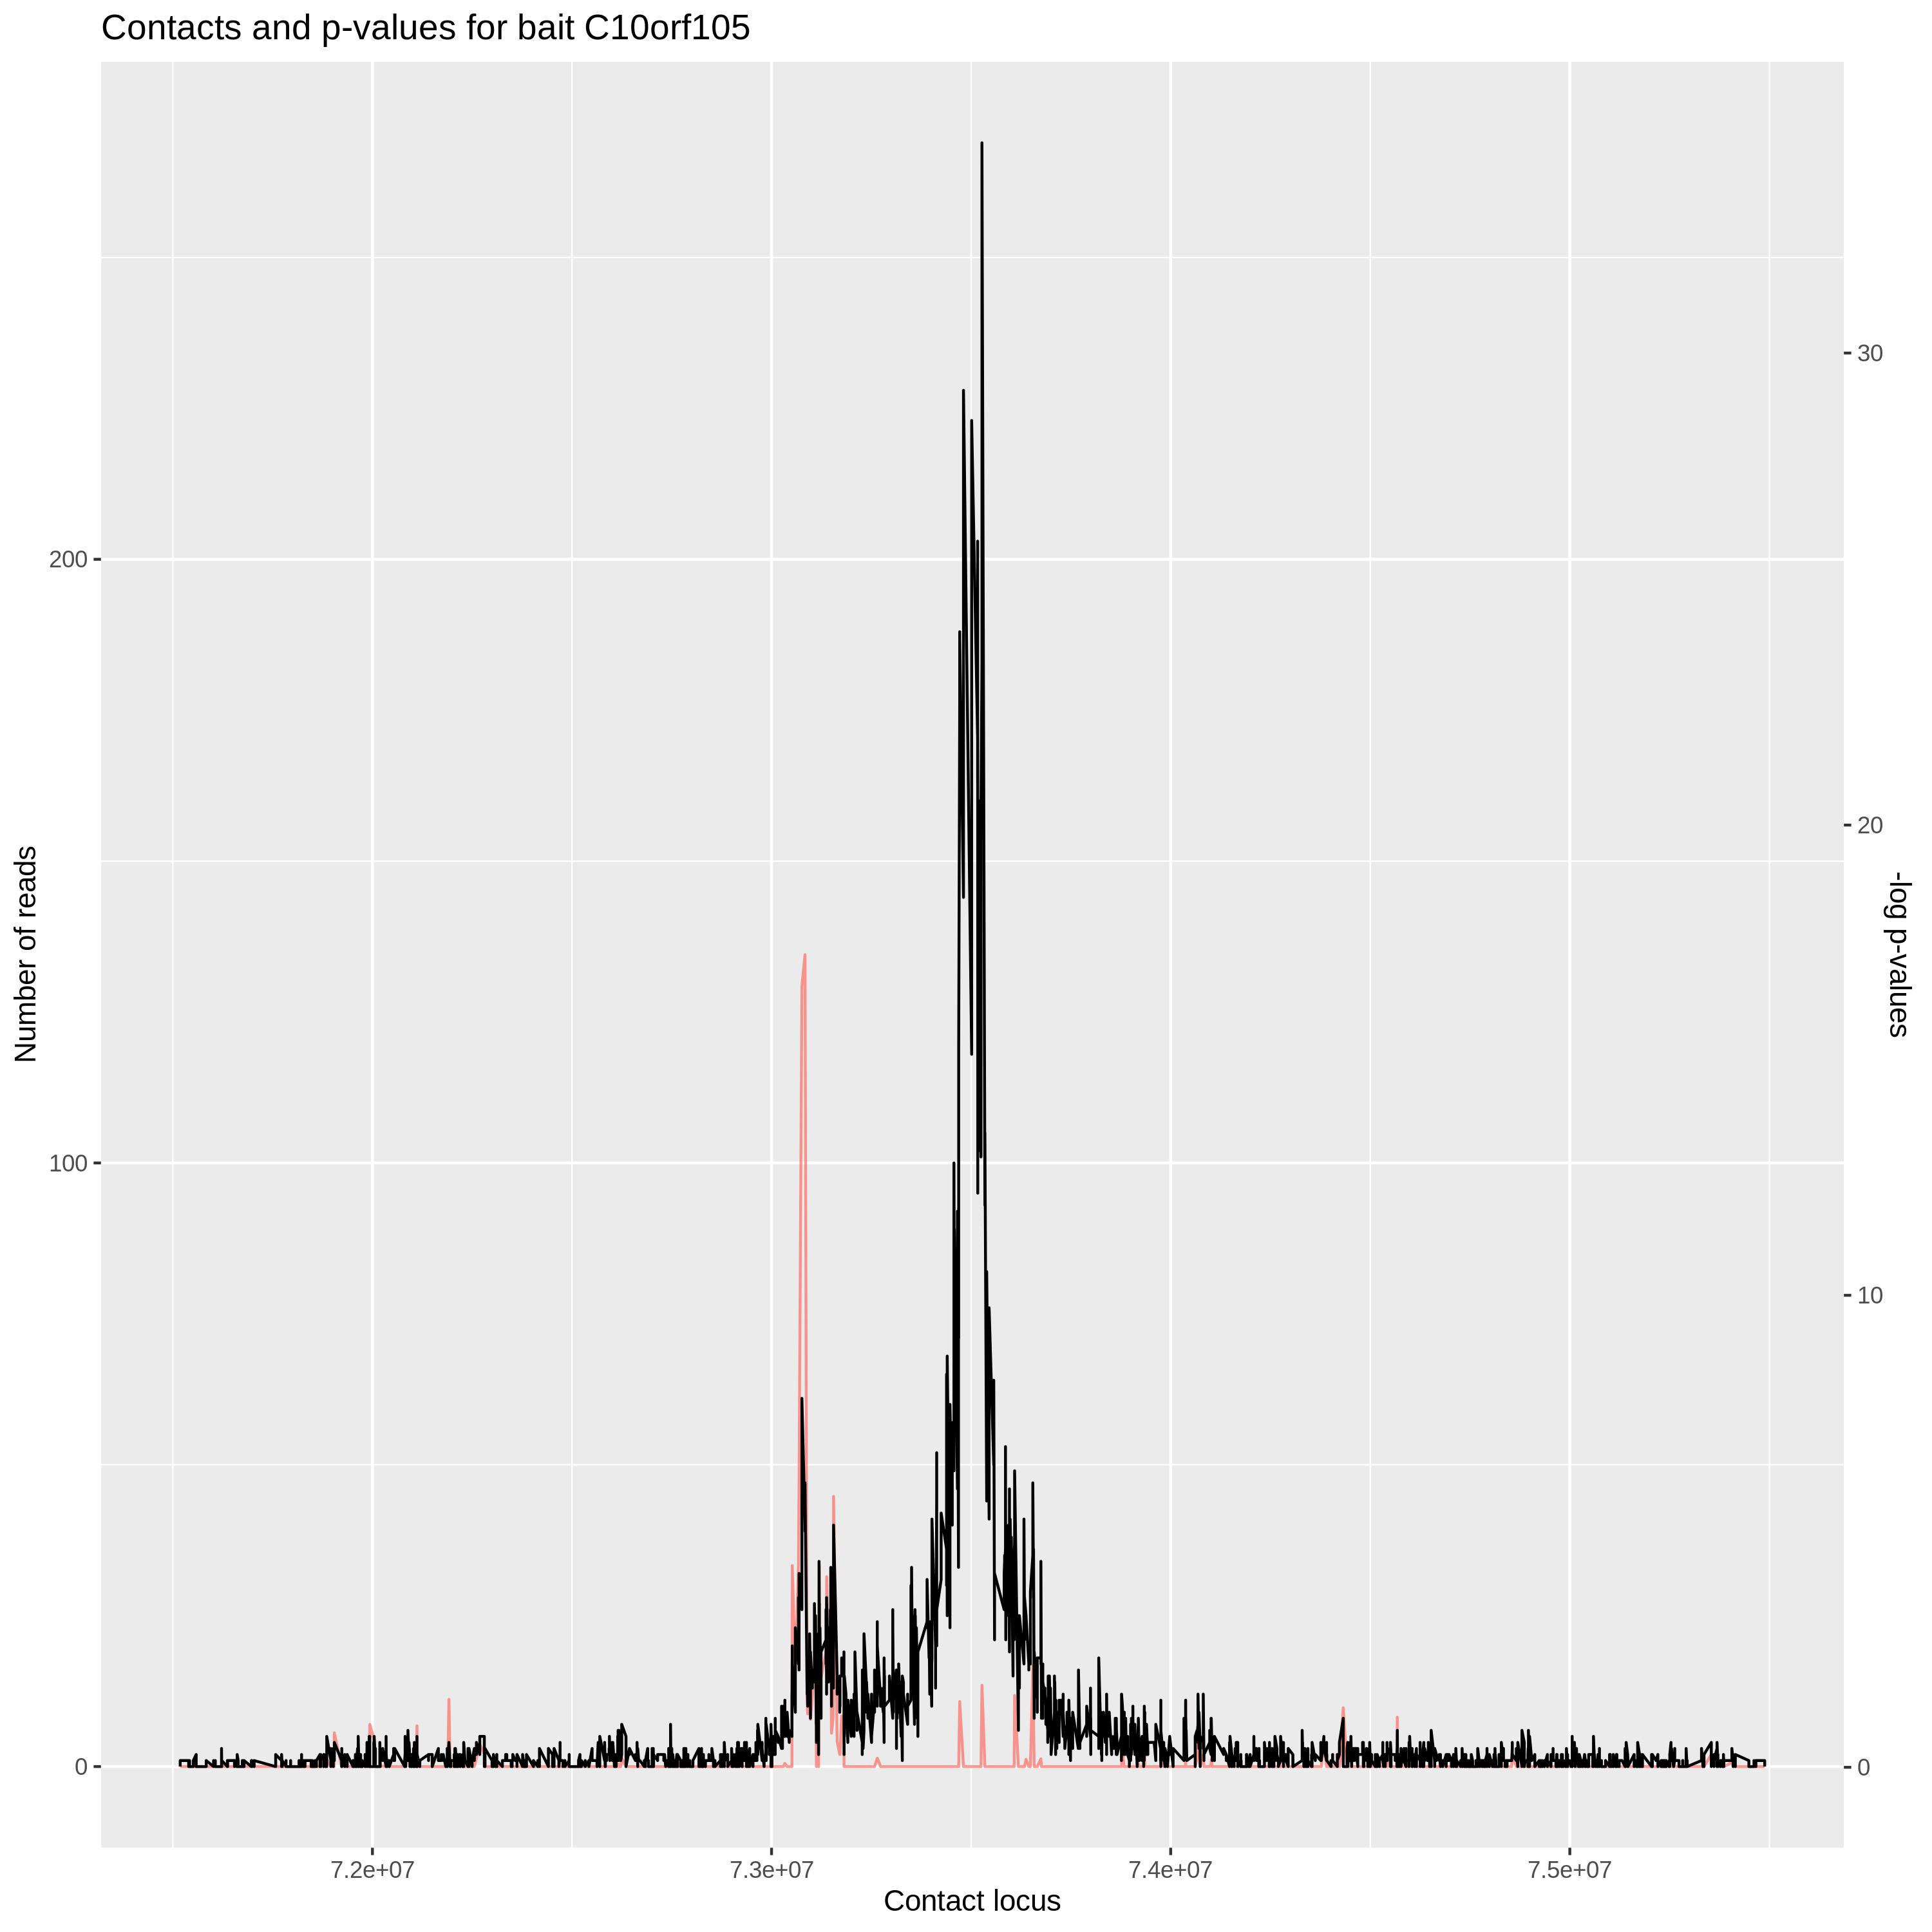 Contacts and p-values for bait C10orf105
Number of reads
200
100
0
30
20
10
0
-log p-values
7.2e+07
7.3e+07
7.4e+07
7.5e+07
Contact locus